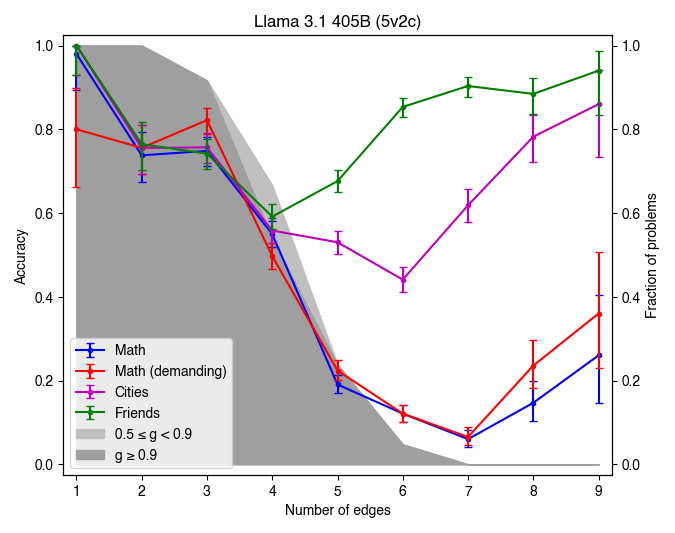 Llama 3.1 405B (5v2c)
1.0
0.8
0.6
0.4
0.2
0.0
Accuracy
1.0
0.8
0.6
0.4
0.2
0.0
Fraction of problems
Math
Math (demanding)
Cities
Friends
0.5 ≤ g < 0.9
g ≥ 0.9
1 2 3 4 5 6 7 8 9
Number of edges